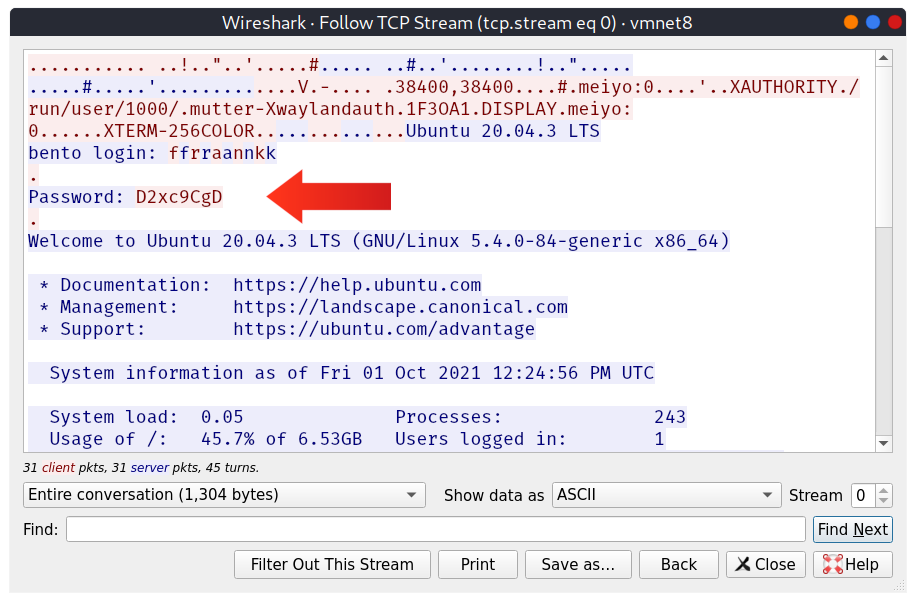 Wireshark · Follow TCP Stream (tcp.stream eq 0) · vmnet8
........... ..!.."..'.....#..... ..#..'........!..".....
.....#.....'.............V.-.... .38400,38400....#.meiyo:0....'..XAUTHORITY./
run/user/1000/.mutter-Xwaylandauth.1F3OA1.DISPLAY.meiyo:
0......XTERM-256COLOR..............Ubuntu 20.04.3 LTS
bento login: ffrraannkk
.
Password: D2xc9CgD
.
Welcome to Ubuntu 20.04.3 LTS (GNU/Linux 5.4.0-84-generic x86_64)
* Documentation: https://help.ubuntu.com
* Management: https://landscape.canonical.com
* Support: https://ubuntu.com/advantage
System information as of Fri 01 Oct 2021 12:24:56 PM UTC
System load: 0.05 Processes: 243
Usage of /: 45.7% of 6.53GB Users logged in: 1
31 client pkts, 31 server pkts, 45 turns.
Entire conversation (1,304 bytes) Show data as ASCII Stream 0
Find: Find Next
Filter Out This Stream Print Save as… Back Close Help